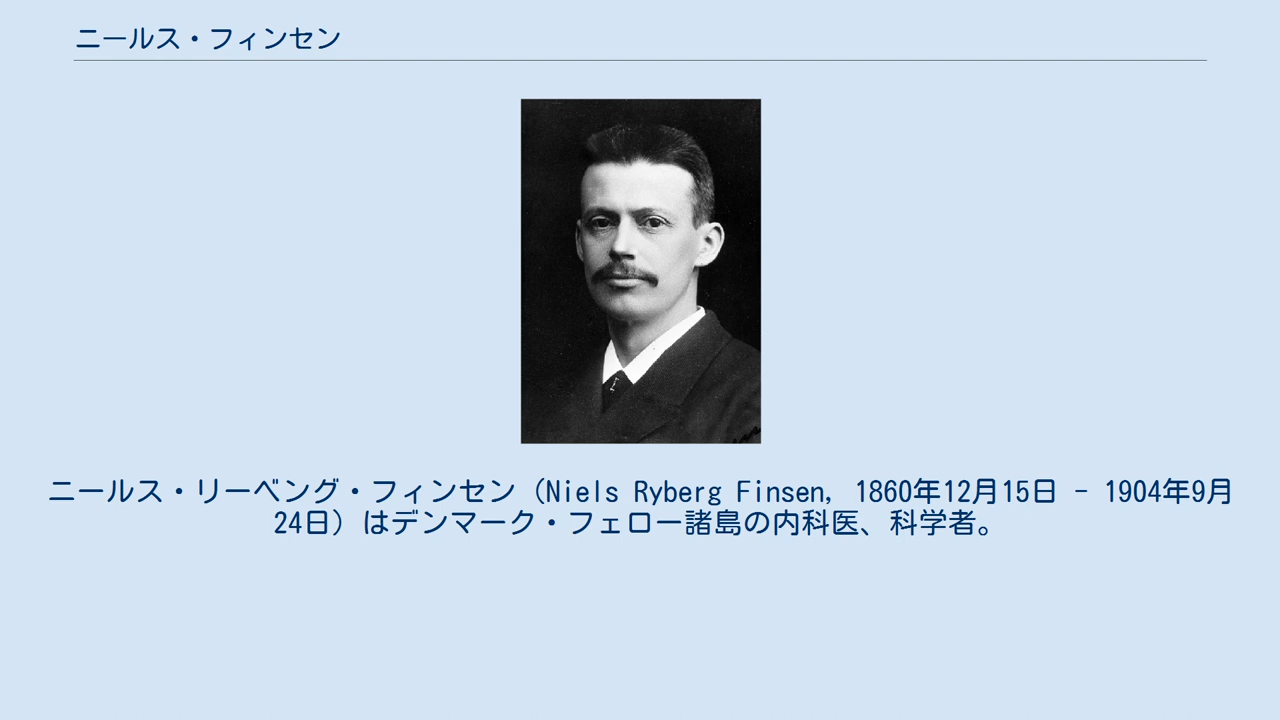 ニールス・フィンセン
ニールス・リーベング・フィンセン（Niels Ryberg Finsen, 1860年12月15日 - 1904年9月
24日）はデンマーク・フェロー諸島の内科医、科学者。